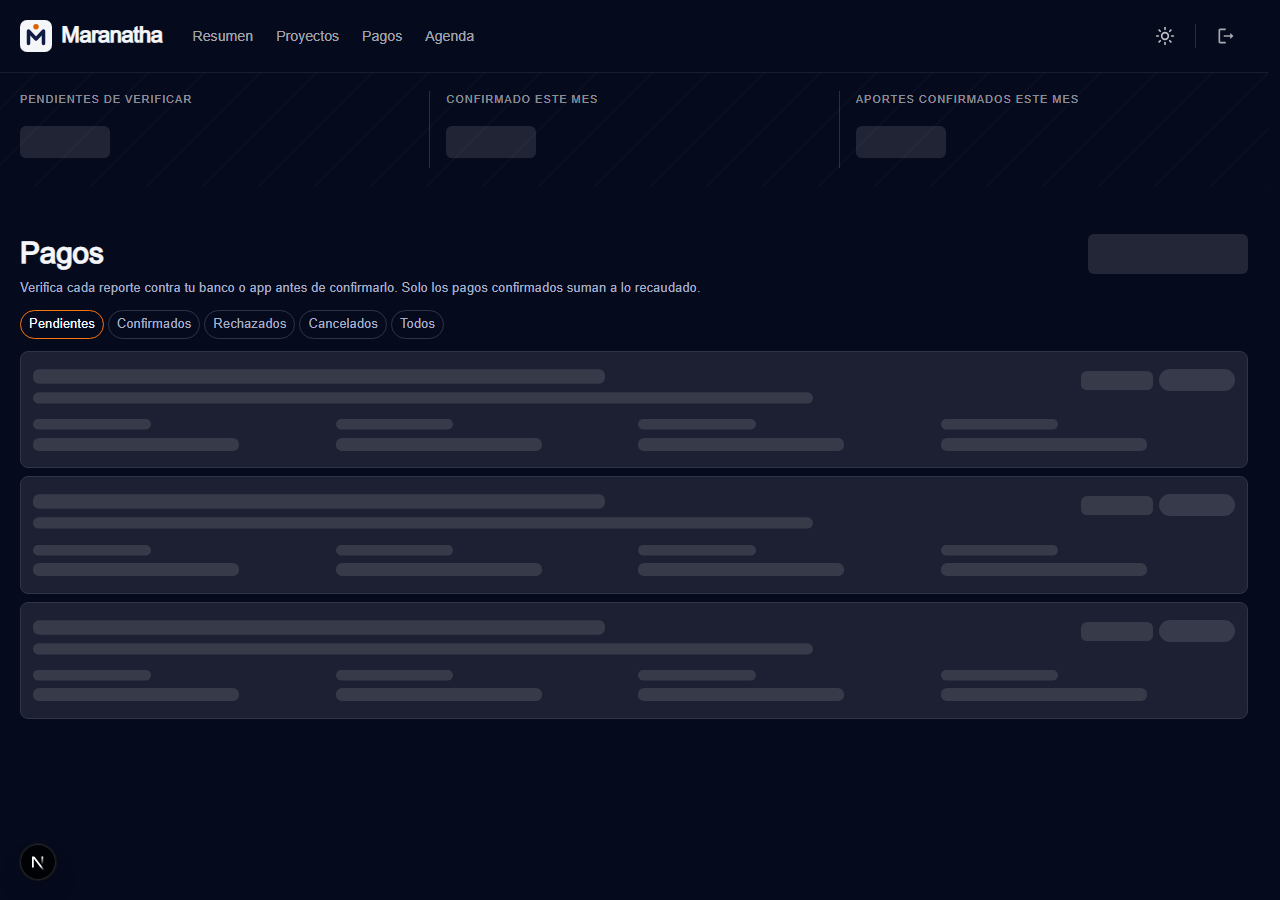 Maranatha
Resumen
Proyectos
Pagos
Agenda
PENDIENTES DE VERIFICAR
CONFIRMADO ESTE MES
APORTES CONFIRMADOS ESTE MES
Pagos
Verifica cada reporte contra tu banco o app antes de confirmarlo. Solo los pagos confirmados suman a lo recaudado.
Pendientes
Confirmados
Rechazados
Cancelados
Todos